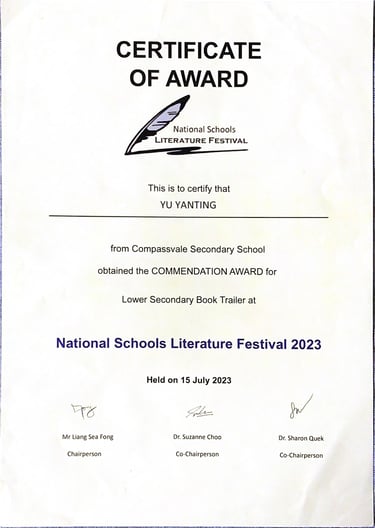 CERTIFICATE
OF AWARD
National Schools
LITERATURE FESTIVAL
This is to certify that
YU YANTING
from Compassvale Secondary School
obtained the COMMENDATION AWARD for
Lower Secondary Book Trailer at
National Schools Literature Festival 2023
Held on 15 July 2023
Mr Liang Sea Fong
Dr. Suzanne Choo
Dr. Sharon Quek
Chairperson
Co-Chairperson
Co-Chairperson